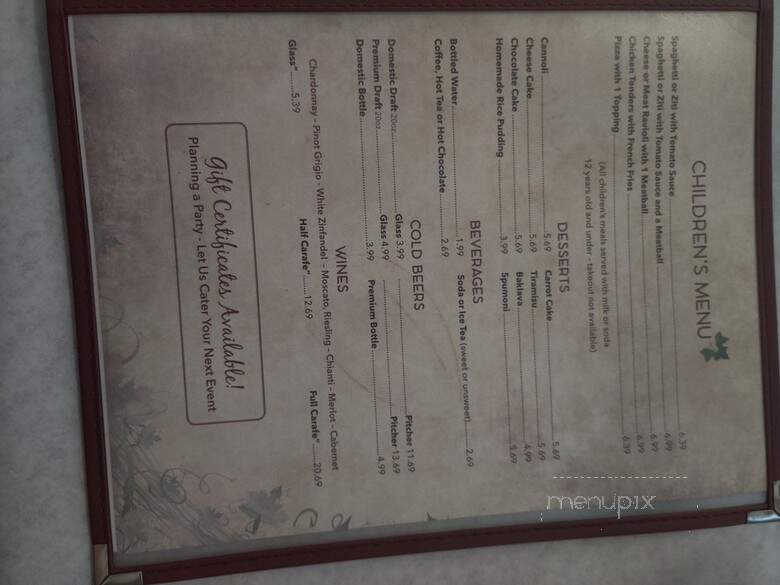 CHILDREN'S MENU
Spaghetti or Ziti with Tomato Sauce 6.39
Spaghetti or Ziti with Tomato Sauce and a Meatball 6.99
Cheese or Meat Ravioli with 1 Meatball 6.99
Chicken Tenders with French Fries 6.99
Pizza with 1 Topping 6.39
(All children's meals served with milk or soda
12 years old and under - takeout not available)
DESSERTS
Cannoli 5.69 Carrot Cake 5.69
Cheese Cake 5.69 Tiramisu 5.69
Chocolate Cake 5.69 Baklava 4.99
Homemade Rice Pudding 3.99 Spumoni 5.69
BEVERAGES
Bottled Water 1.99 Soda or Ice Tea (sweet or unsweet) 2.69
Coffee, Hot Tea or Hot Chocolate 2.69
COLD BEERS
Domestic Draft 20oz. Glass 3.99 Pitcher 11.69
Premium Draft 20oz. Glass 4.99 Pitcher 13.69
Domestic Bottle 3.99 Premium Bottle 4.99
WINES
Chardonnay - Pinot Grigio - White Zinfandel - Moscato, Riesling - Chianti - Merlot - Cabernet
Glass" 5.39 Half Carafe" 12.69 Full Carafe" 20.69
Gift Certificates Available!
Planning a Party - Let Us Cater Your Next Event
menupix